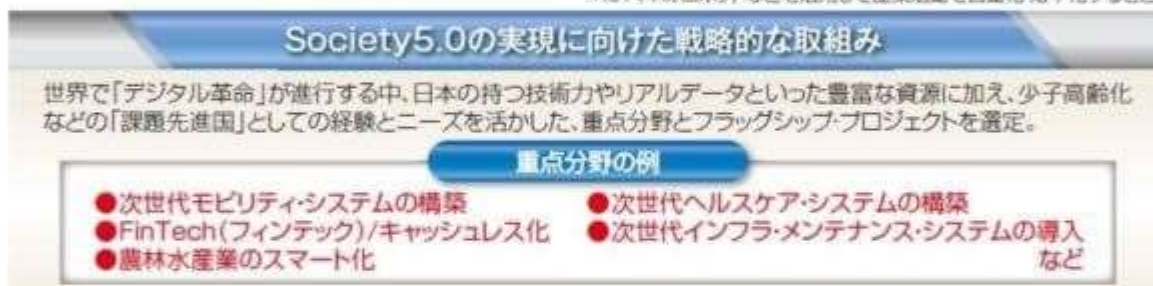 Society5.0の実現に向けた戦略的な取組み
世界で「デジタル革命」が進行する中、日本の持つ技術力やリアルデータといった豊富な資源に加え、少子高齢化
などの「課題先進国」としての経験とニーズを活かした、重点分野とフラッグシップ・プロジェクトを選定。
重点分野の例
●次世代モビリティ・システムの構築
●FinTech(フィンテック)/キャッシュレス化
●農林水産業のスマート化
●次世代ヘルスケア・システムの構築
●次世代インフラ・メンテナンス・システムの導入
など